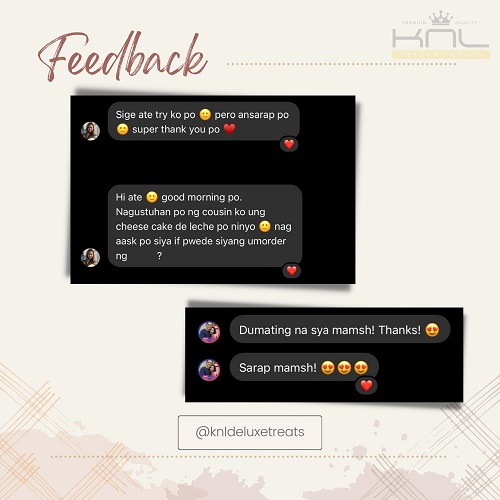 Feedback
PREMIUM QUALITY
KNL
Sige ate try ko po 🙂 pero ansarap po
🙂 super thank you po ❤️
Hi ate 🙂 good morning po.
Nagustuhan po ng cousin ko ung
cheese cake de leche po ninyo 🙂 nag
aask po siya if pwede siyang umorder
ng ?
Dumating na sya mamsh! Thanks! 😍
Sarap mamsh! 😍😍😍
@knldeluxetreats